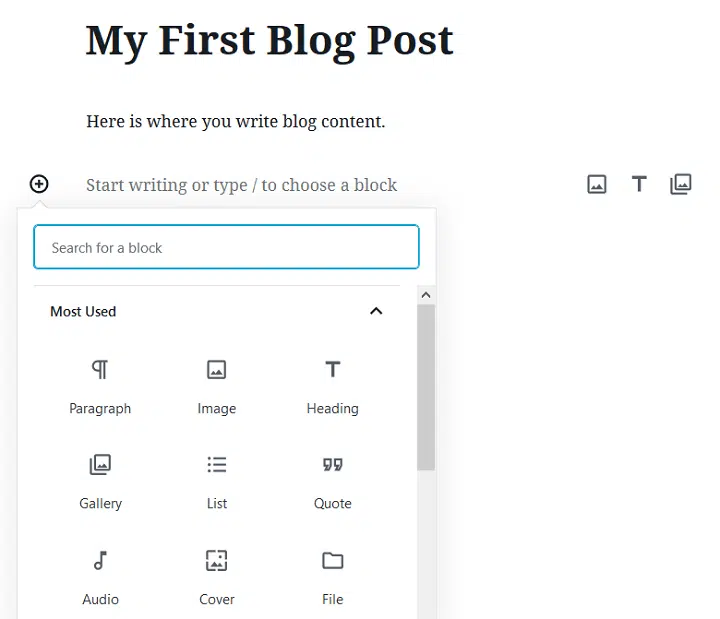 My First Blog Post
Here is where you write blog content.
Start writing or type / to choose a block
Search for a block
Most Used
Paragraph Image Heading
Gallery List Quote
Audio Cover File